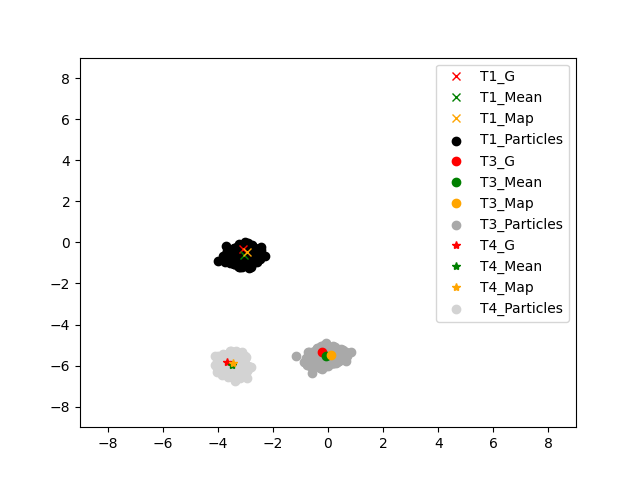 8
6
4
2
0
−2
−4
−6
−8
−8
−6
−4
−2
0
2
4
6
8
T1_G
T1_Mean
T1_Map
T1_Particles
T3_G
T3_Mean
T3_Map
T3_Particles
T4_G
T4_Mean
T4_Map
T4_Particles